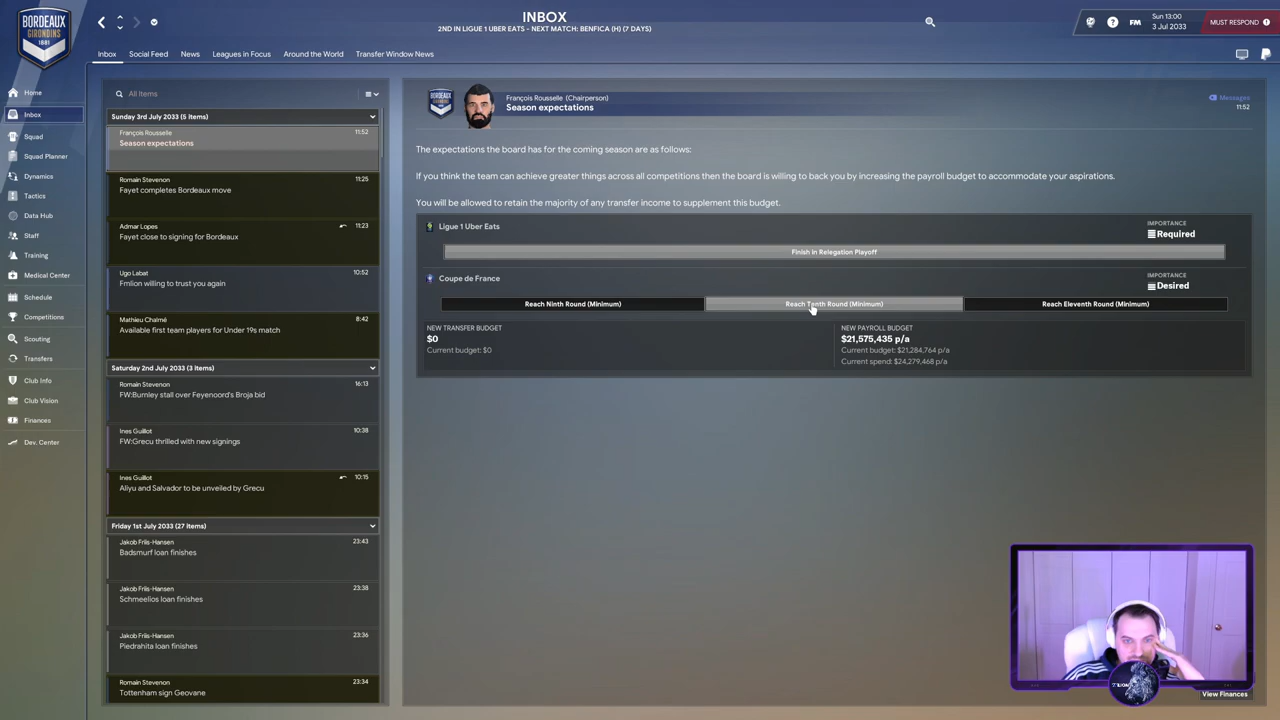 BORDEAUX
GIRONDINS
1881
INBOX
2ND IN LIGUE 1 UBER EATS - NEXT MATCH: BENFICA (H) (7 DAYS)
FM
Sun 13:00
3 Jul 2033
MUST RESPOND
Inbox
Social Feed
News
Leagues in Focus
Around the World
Transfer Window News
Home
Inbox
Squad
Squad Planner
Dynamics
Tactics
Data Hub
Staff
Training
Medical Center
Schedule
Competitions
Scouting
Transfers
Club Info
Club Vision
Finances
Dev. Center
All Items
Sunday 3rd July 2033 (5 Items)
François Rousselle
11:52
Season expectations
Romain Stevenon
11:25
Fayet completes Bordeaux move
Admar Lopes
11:23
Fayet close to signing for Bordeaux
Ugo Labat
10:52
Fmlion willing to trust you again
Mathieu Chalmé
8:42
Available first team players for Under 19s match
Saturday 2nd July 2033 (3 Items)
Romain Stevenon
16:13
FW:Burnley stall over Feyenoord's Broja bid
Ines Guillot
10:38
FW:Grecu thrilled with new signings
Ines Guillot
10:15
Aliyu and Salvador to be unveiled by Grecu
Friday 1st July 2033 (27 Items)
Jakob Friis-Hansen
23:43
Badsmurf loan finishes
Jakob Friis-Hansen
23:38
Schmeelios loan finishes
Jakob Friis-Hansen
23:36
Piedrahita loan finishes
Romain Stevenon
23:34
Tottenham sign Geovane
François Rousselle (Chairperson)
Season expectations
Messages
11:52
The expectations the board has for the coming season are as follows:
If you think the team can achieve greater things across all competitions then the board is willing to back you by increasing the payroll budget to accommodate your aspirations.
You will be allowed to retain the majority of any transfer income to supplement this budget.
Ligue 1 Uber Eats
IMPORTANCE
Required
Finish in Relegation Playoff
Coupe de France
IMPORTANCE
Desired
Reach Ninth Round (Minimum)
Reach Tenth Round (Minimum)
Reach Eleventh Round (Minimum)
NEW TRANSFER BUDGET
$0
Current budget: $0
NEW PAYROLL BUDGET
$21,575,435 p/a
Current budget: $21,284,764 p/a
Current spend: $24,279,468 p/a
View Finances